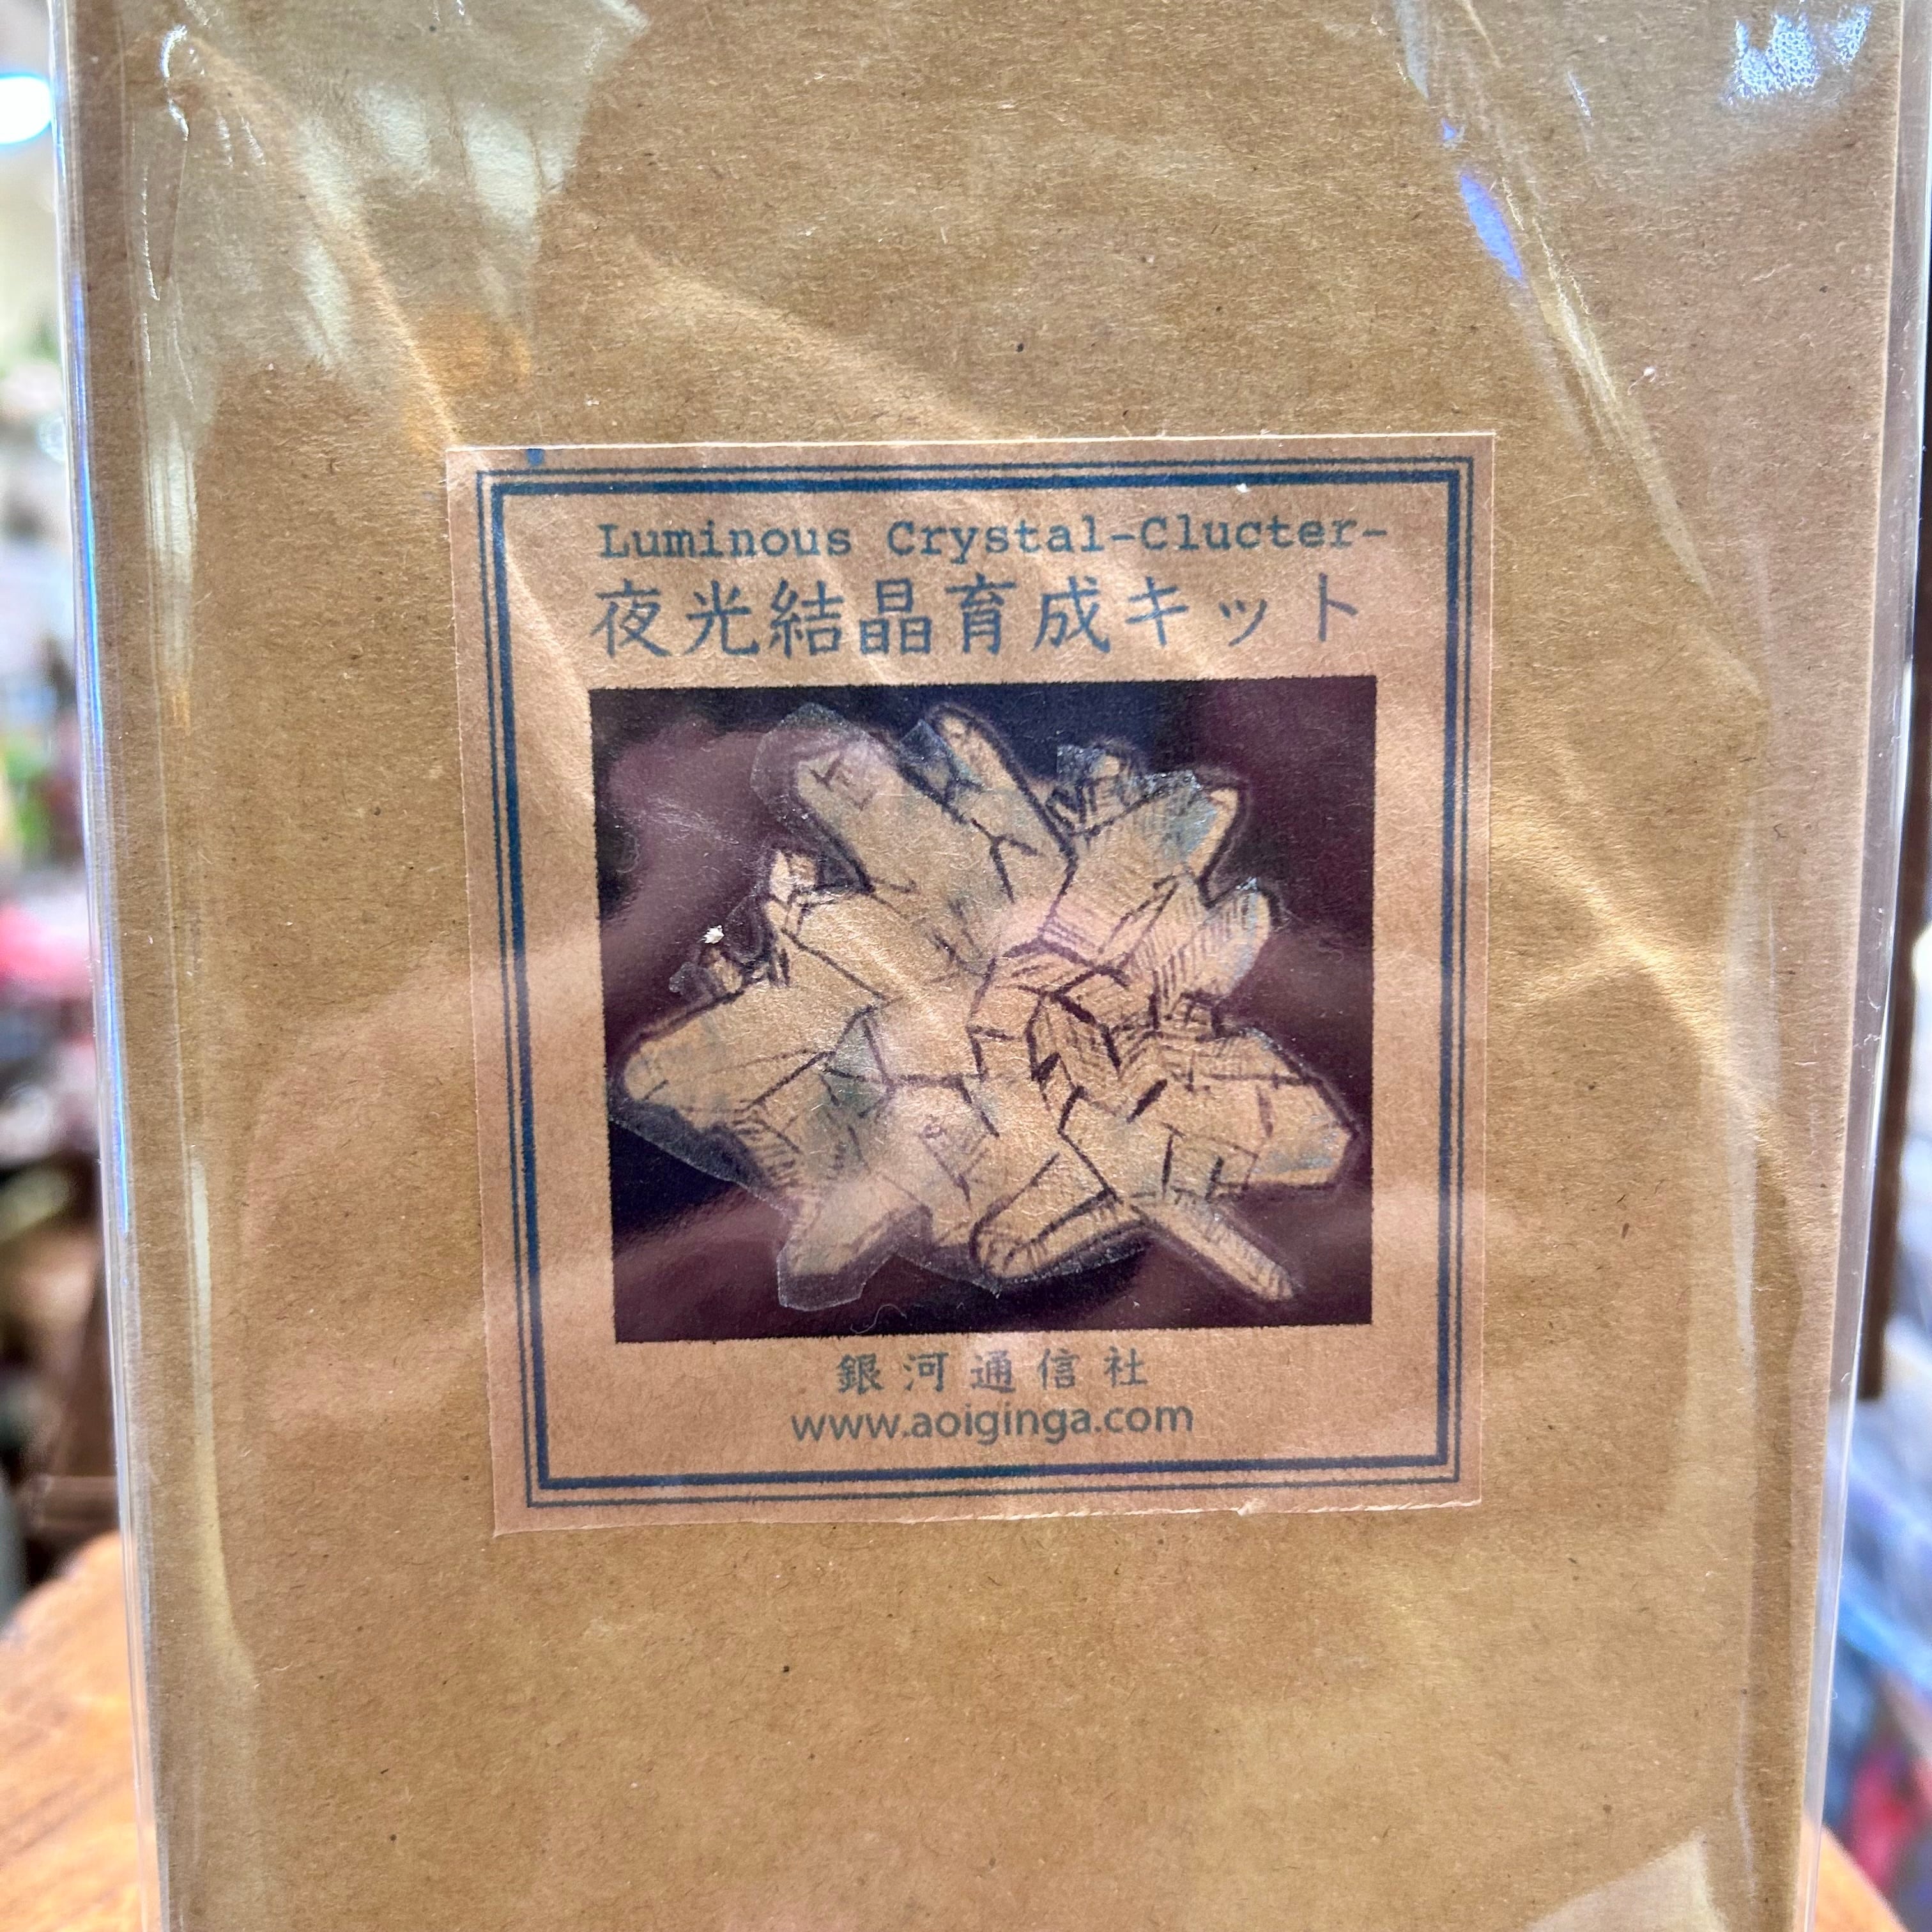 Luminous Crystal-Clucter-
夜光結晶育成キット
銀河通信社
www.aoiginga.com